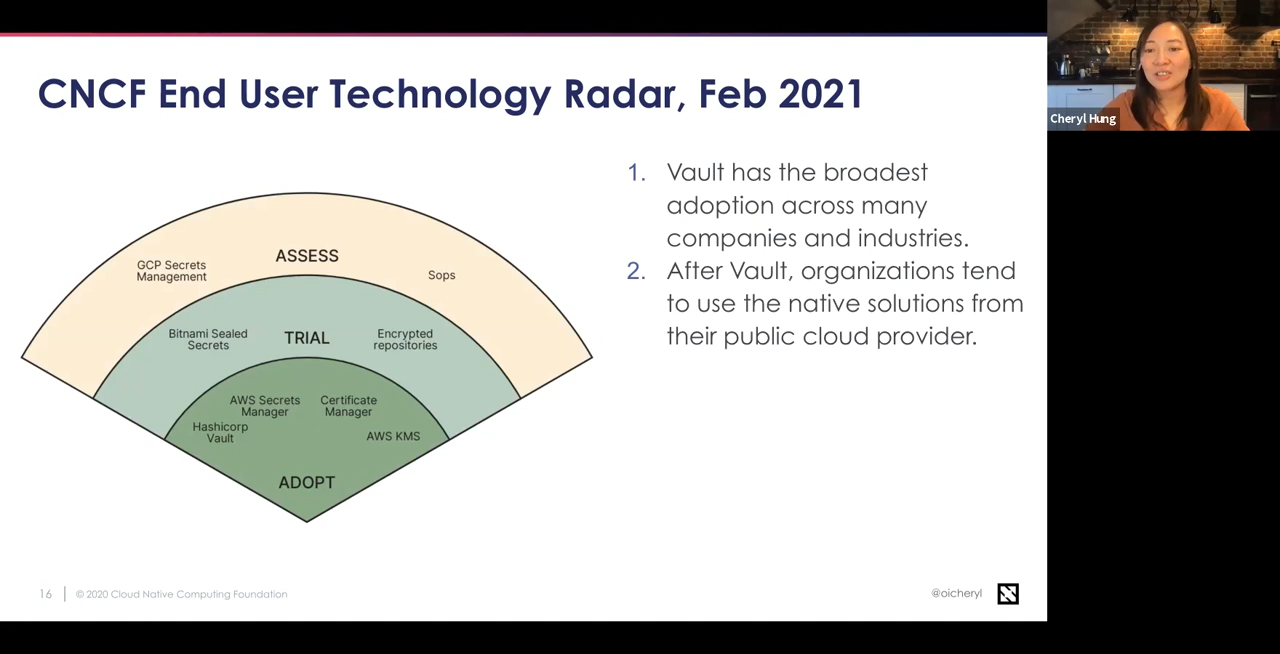 CNCF End User Technology Radar, Feb 2021
ASSESS
GCP Secrets
Management
Sops
TRIAL
Bitnami Sealed
Secrets
Encrypted
repositories
AWS Secrets
Manager
Certificate
Manager
Hashicorp
Vault
AWS KMS
ADOPT
1. Vault has the broadest
adoption across many
companies and industries.
2. After Vault, organizations tend
to use the native solutions from
their public cloud provider.
16
© 2020 Cloud Native Computing Foundation
@oicheryl
Cheryl Hung